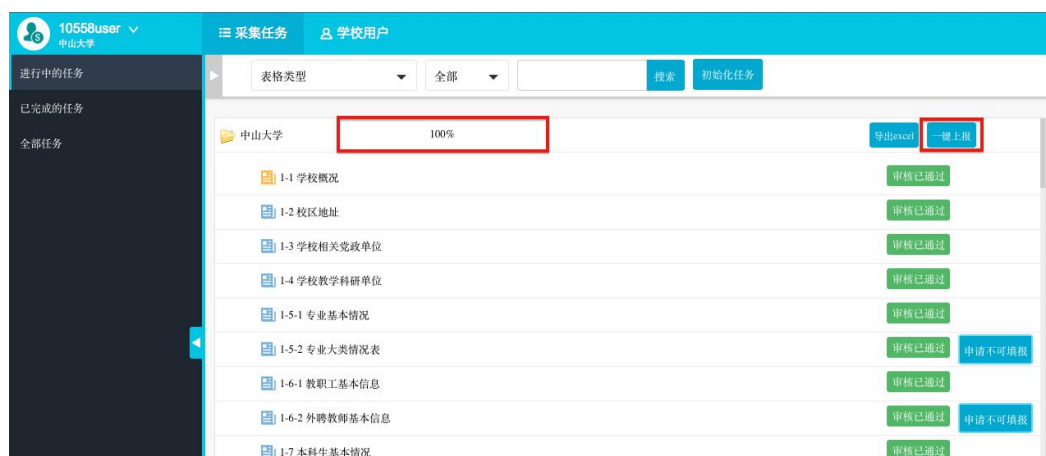 10558user
中山大学
采集任务 学校用户
进行中的任务
已完成的任务
全部任务
表格类型 全部 搜索 初始化任务
中山大学 100% 导出excel 一键上报
1-1 学校概况 审核已通过
1-2 校区地址 审核已通过
1-3 学校相关党政单位 审核已通过
1-4 学校教学科研单位 审核已通过
1-5-1 专业基本情况 审核已通过
1-5-2 专业大类情况表 审核已通过 申请不可填报
1-6-1 教职工基本信息 审核已通过
1-6-2 外聘教师基本信息 审核已通过 申请不可填报
1-7 本科生基本情况 审核已通过